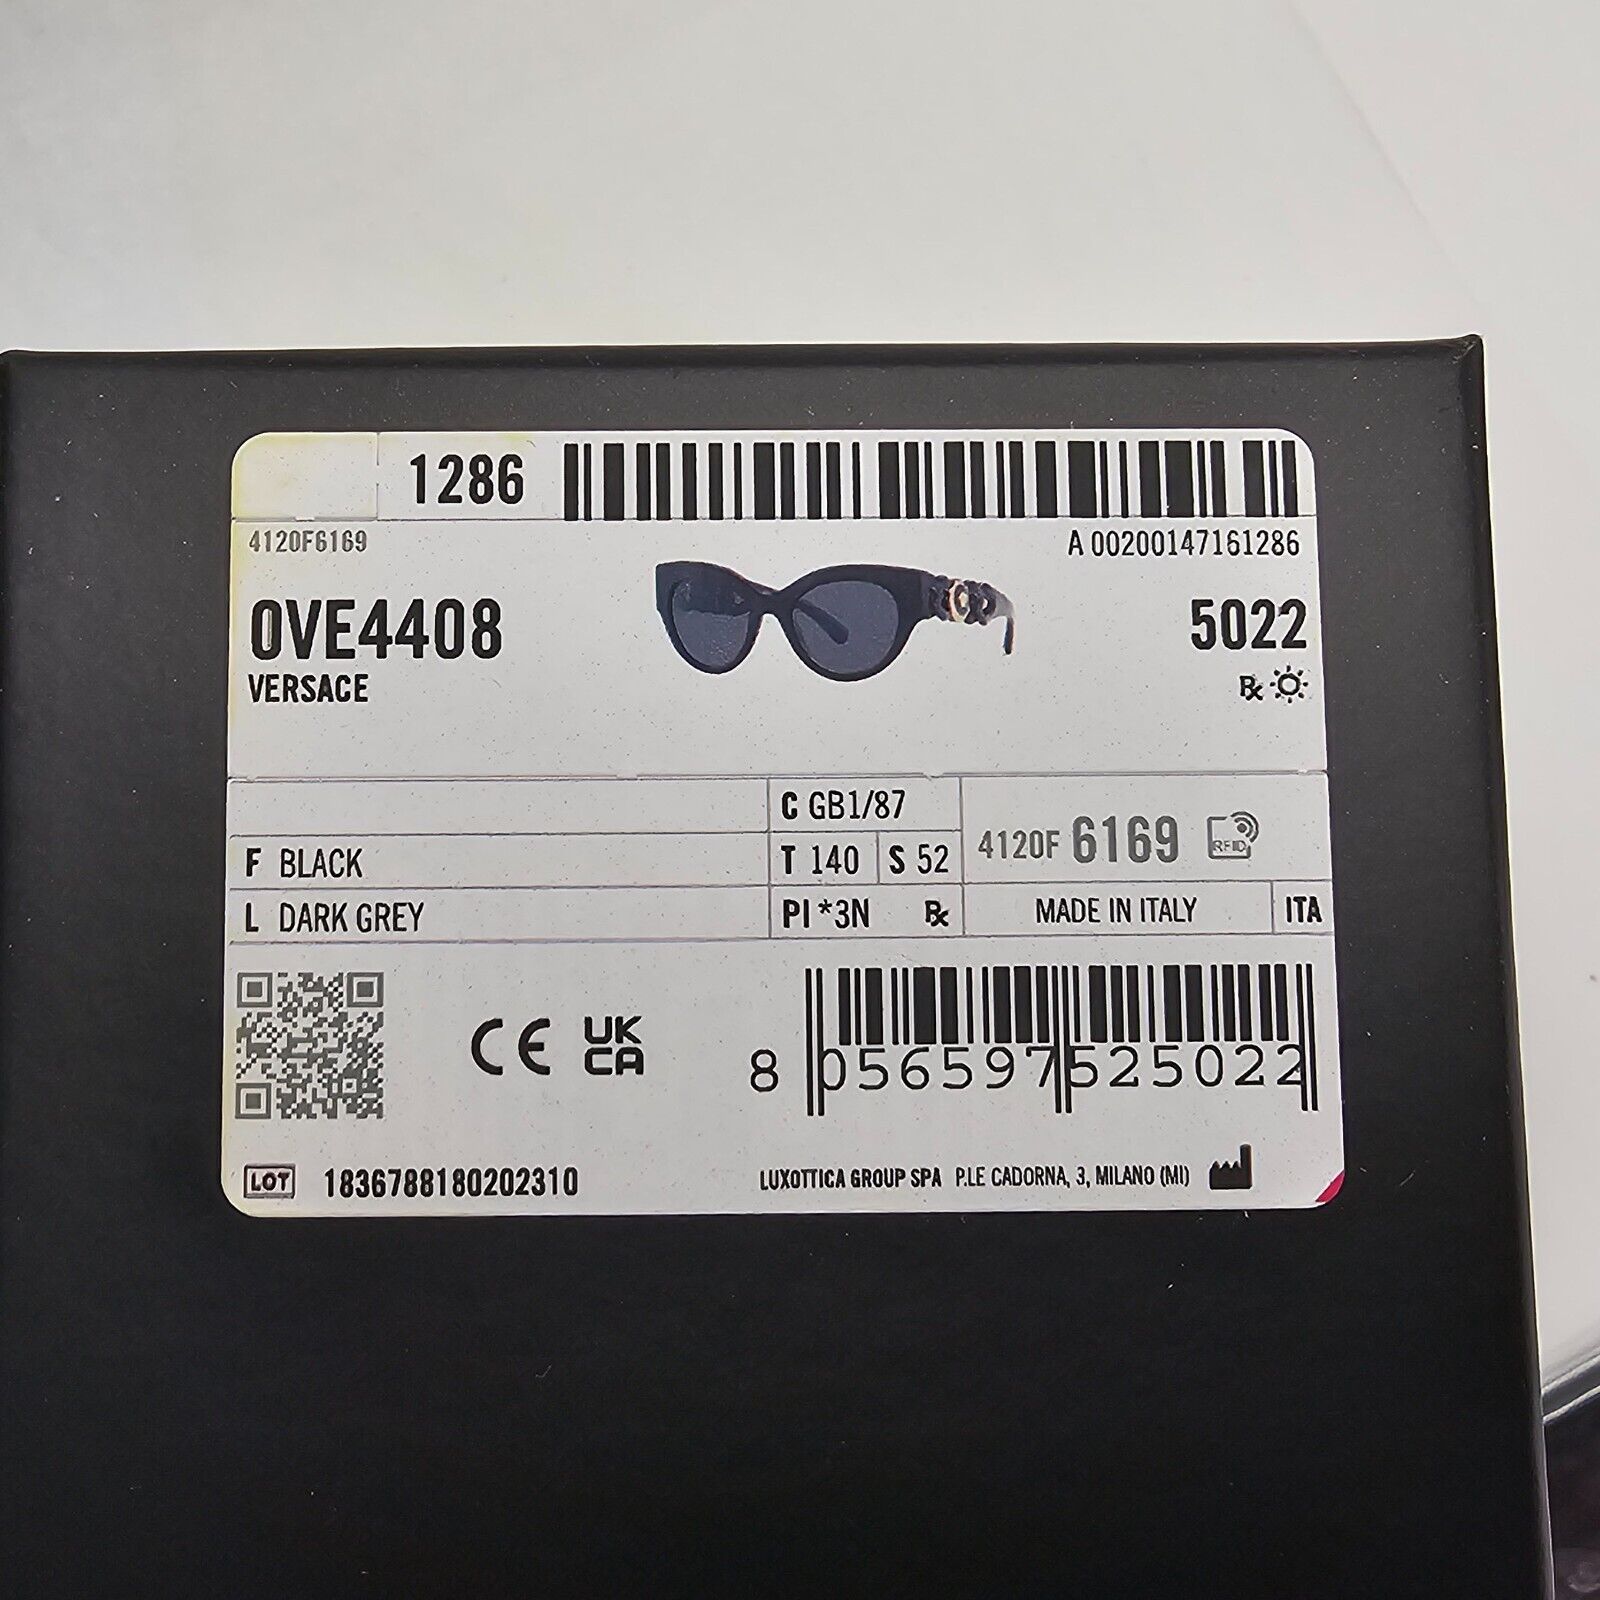 1286
4120F6169
A 00200147161286
0VE4408
5022
VERSACE
Rx
C GB1/87
F BLACK
T 140 S 52
4120F 6169 RFID
L DARK GREY
PI *3N Rx
MADE IN ITALY ITA
CE UK CA
8 056597 525022
LOT 1836788180202310
LUXOTTICA GROUP SPA P.LE CADORNA, 3, MILANO (MI)